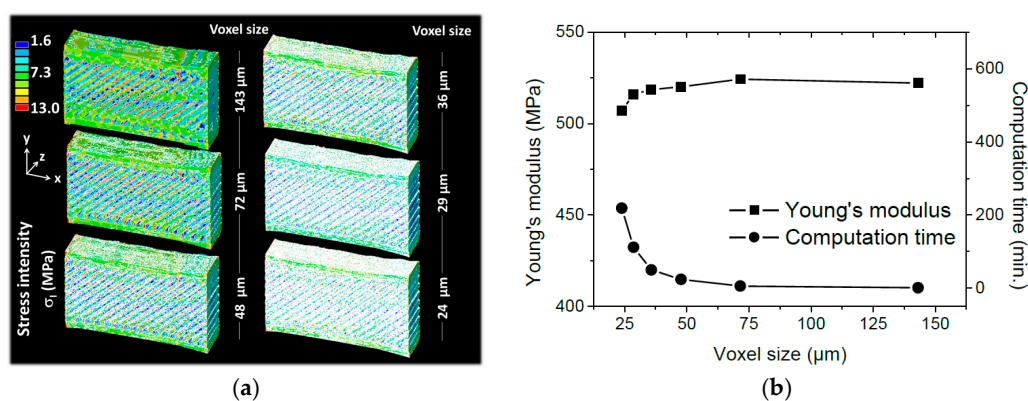 Voxel size
Voxel size
1.6
7.3
13.0
y
z
x
Stress intensity
σI (MPa)
143 µm
72 µm
48 µm
36 µm
29 µm
24 µm
(a)
550
500
450
400
Young's modulus (MPa)
Young's modulus
Computation time
600
400
200
0
Computation time (min.)
25 50 75 100 125 150
Voxel size (µm)
(b)